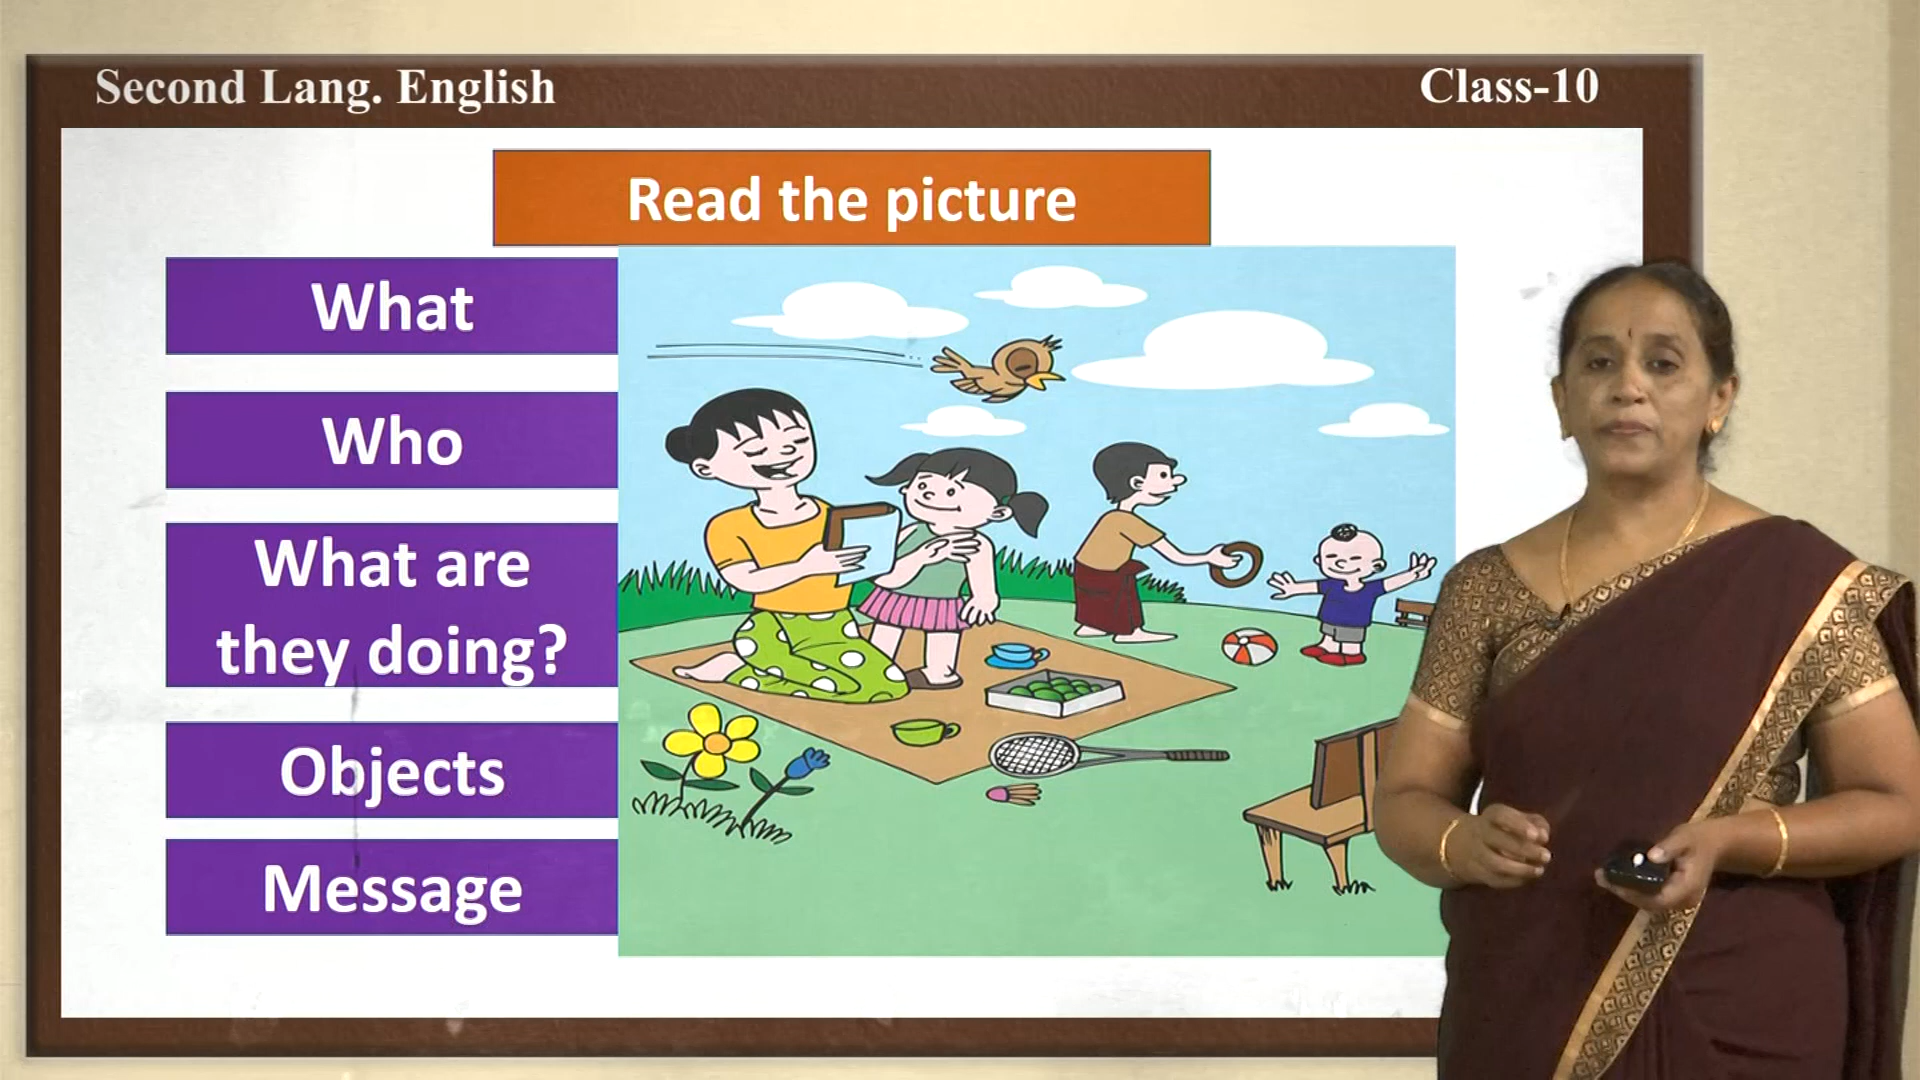 Second Lang. English
Class-10
Read the picture
What
Who
What are
they doing?
Objects
Message